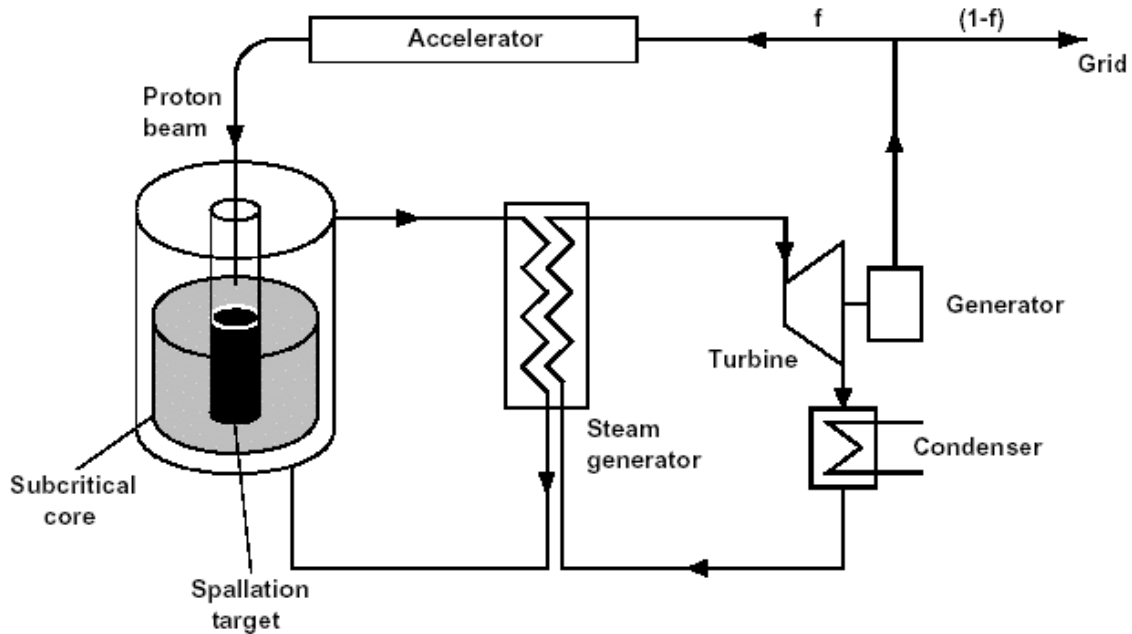 f
(1-f)
Accelerator
Grid
Proton
beam
Generator
Turbine
Steam
generator
Condenser
Subcritical
core
Spallation
target